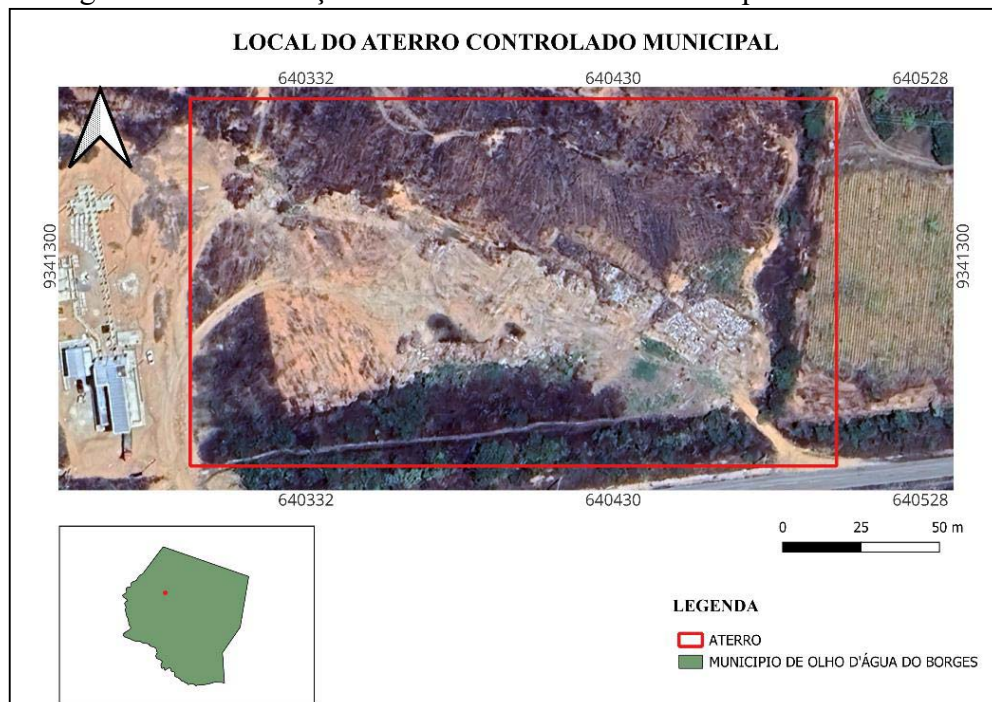 LOCAL DO ATERRO CONTROLADO MUNICIPAL
640332 640430 640528
9341300 9341300
640332 640430 640528
0 25 50 m
LEGENDA
ATERRO
MUNICIPIO DE OLHO D'ÁGUA DO BORGES